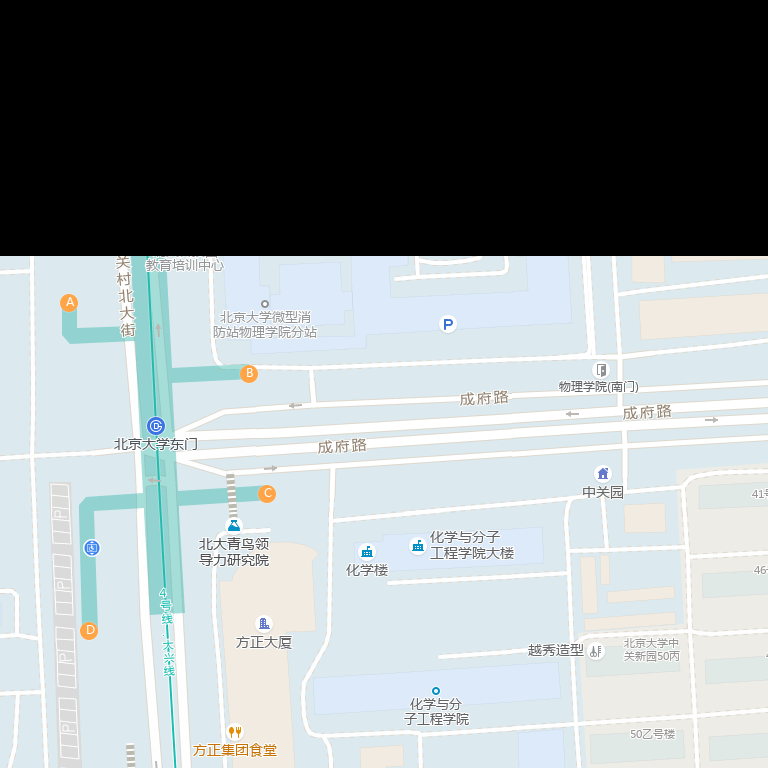 关
村
北
大
街
教育培训中心
A
北京大学微型消
防站物理学院分站
P
B
物理学院(南门)
成府路
成府路
成府路
北京大学东门
中关园
41号
C
北大青鸟领
导力研究院
化学与分子
工程学院大楼
化学楼
46
P
P
P
P
4
号
线
·
大
兴
线
D
方正大厦
越秀造型
北京大学中
关新园50丙
化学与分
子工程学院
50乙号楼
方正集团食堂